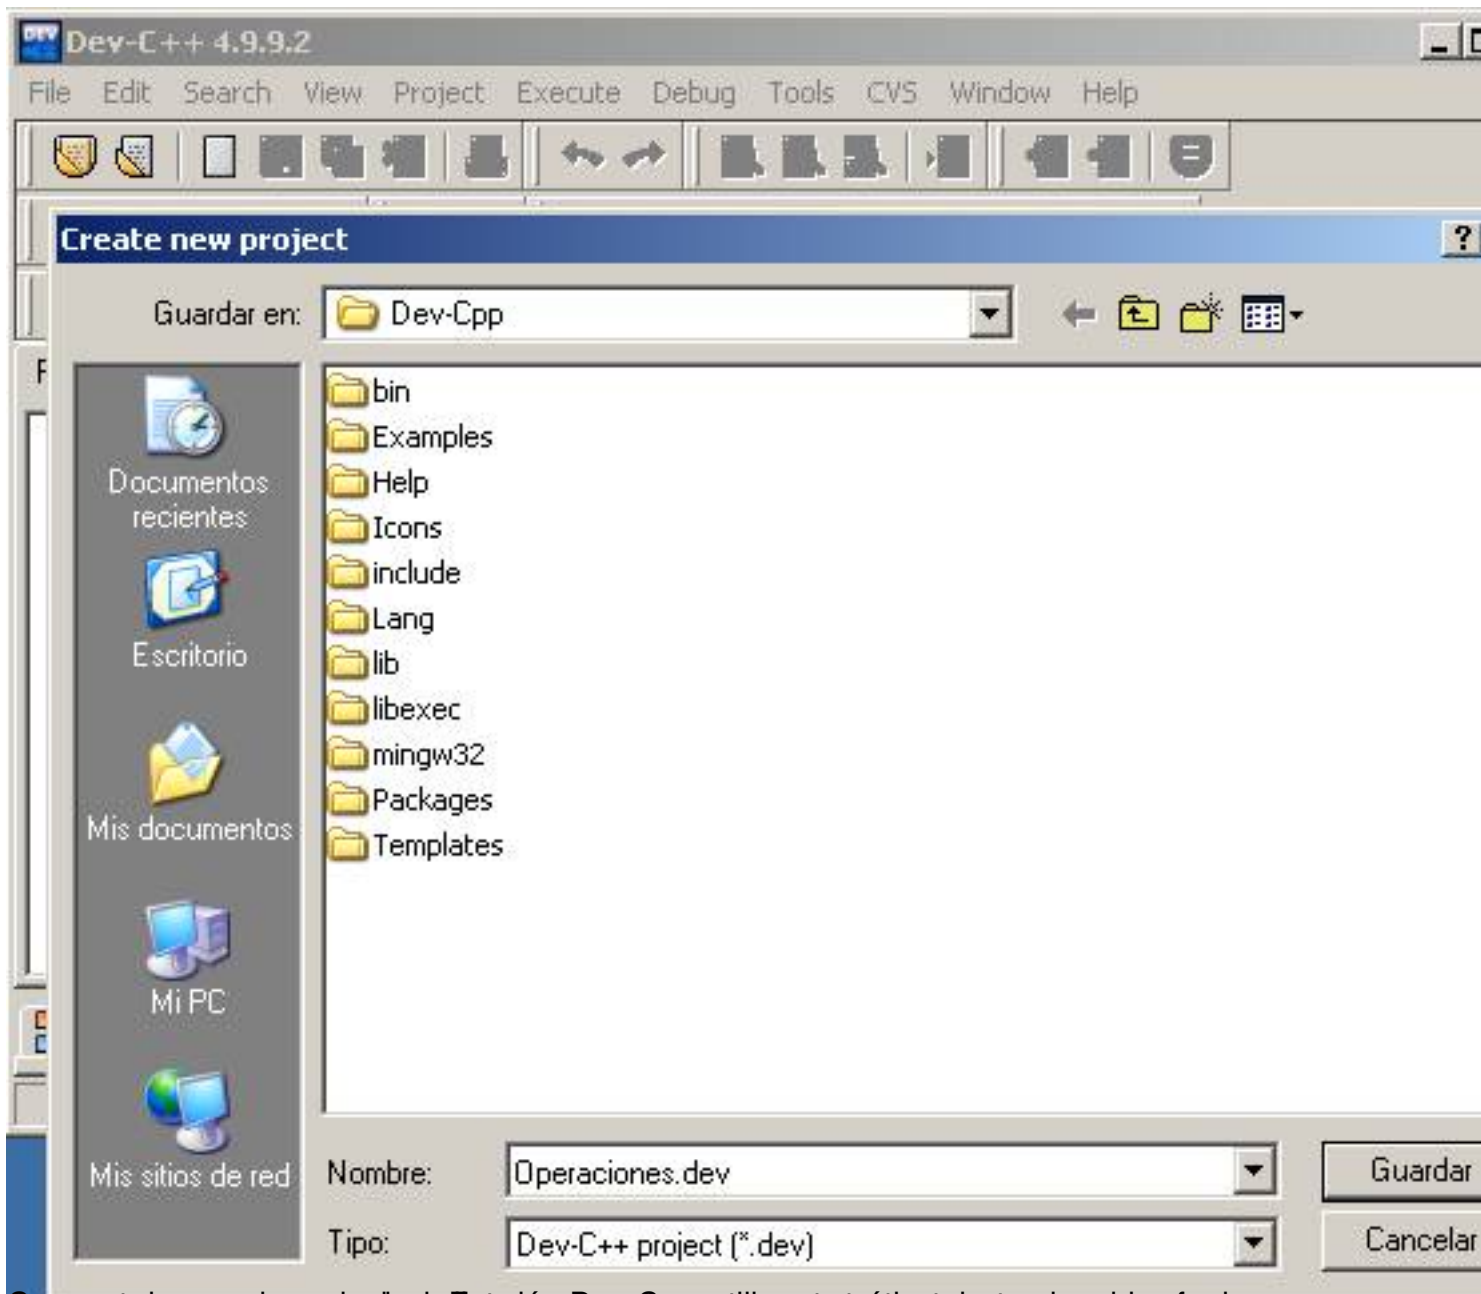 Dev-C++ 4.9.9.2
File Edit Search View Project Execute Debug Tools CVS Window Help
Create new project
?
Guardar en: Dev-Cpp
Documentos recientes
Escritorio
Mis documentos
Mi PC
Mis sitios de red
bin
Examples
Help
Icons
include
Lang
lib
libexec
mingw32
Packages
Templates
Nombre: Operaciones.dev
Guardar
Tipo: Dev-C++ project (*.dev)
Cancelar